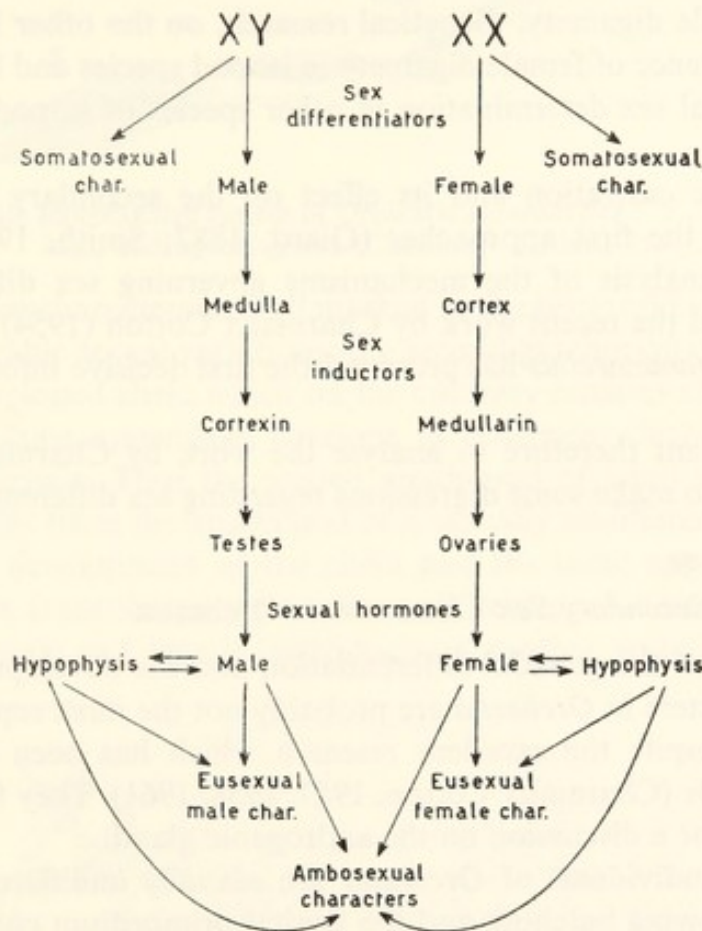 XY XX
Sex
differentiators
Somatosexual
char.
Male
Female
Somatosexual
char.
Medulla Cortex
Sex
inductors
Cortexin Medullarin
Testes Ovaries
Sexual hormones
Hypophysis Male Female Hypophysis
Eusexual
male char.
Eusexual
female char.
Ambosexual
characters